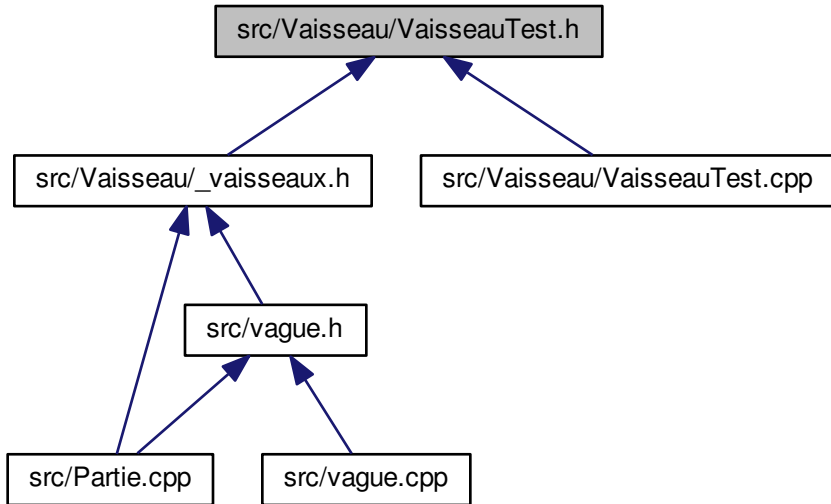 src/Vaisseau/VaisseauTest.h
src/Vaisseau/_vaisseaux.h
src/Vaisseau/VaisseauTest.cpp
src/vague.h
src/Partie.cpp
src/vague.cpp